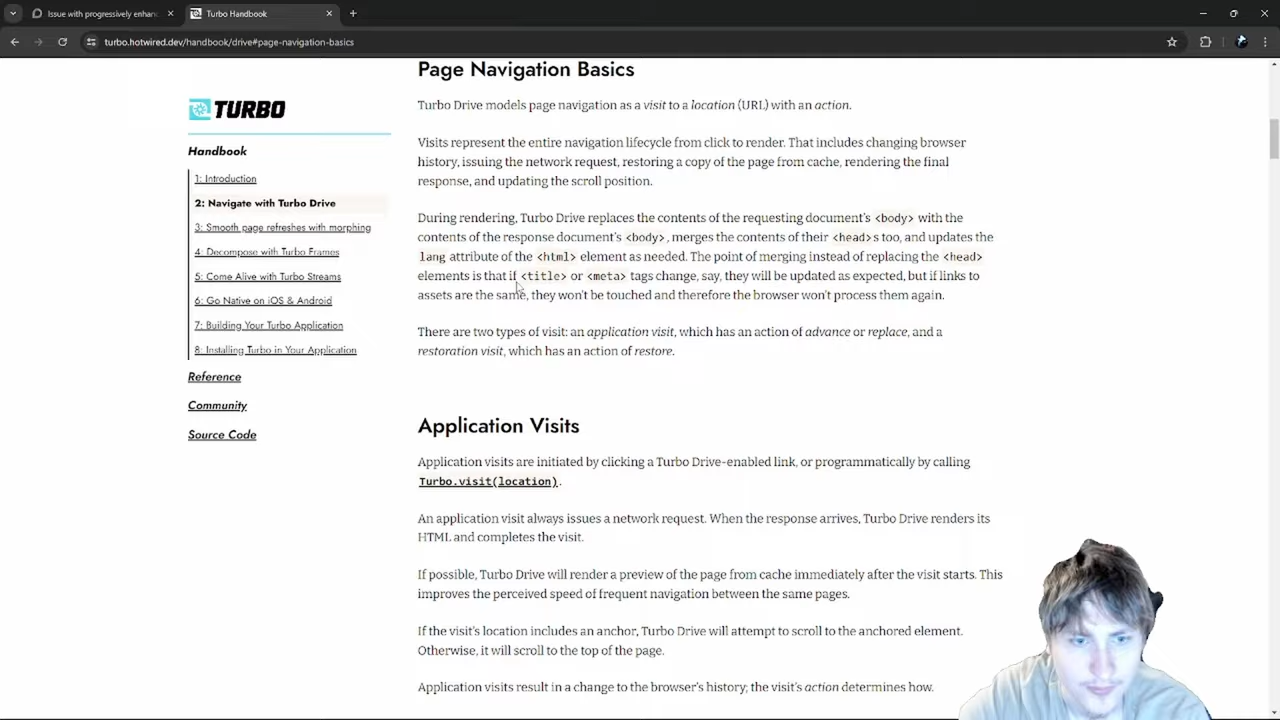 Issue with progressively enhan
Turbo Handbook
turbo.hotwired.dev/handbook/drive#page-navigation-basics
TURBO
Handbook
1: Introduction
2: Navigate with Turbo Drive
3: Smooth page refreshes with morphing
4: Decompose with Turbo Frames
5: Come Alive with Turbo Streams
6: Go Native on iOS & Android
7: Building Your Turbo Application
8: Installing Turbo in Your Application
Reference
Community
Source Code
Page Navigation Basics
Turbo Drive models page navigation as a visit to a location (URL) with an action.
Visits represent the entire navigation lifecycle from click to render. That includes changing browser
history, issuing the network request, restoring a copy of the page from cache, rendering the final
response, and updating the scroll position.
During rendering, Turbo Drive replaces the contents of the requesting document’s <body> with the
contents of the response document’s <body>, merges the contents of their <head>s too, and updates the
lang attribute of the <html> element as needed. The point of merging instead of replacing the <head>
elements is that if <title> or <meta> tags change, say, they will be updated as expected, but if links to
assets are the same, they won’t be touched and therefore the browser won’t process them again.
There are two types of visit: an application visit, which has an action of advance or replace, and a
restoration visit, which has an action of restore.
Application Visits
Application visits are initiated by clicking a Turbo Drive-enabled link, or programmatically by calling
Turbo.visit(location).
An application visit always issues a network request. When the response arrives, Turbo Drive renders its
HTML and completes the visit.
If possible, Turbo Drive will render a preview of the page from cache immediately after the visit starts. This
improves the perceived speed of frequent navigation between the same pages.
If the visit’s location includes an anchor, Turbo Drive will attempt to scroll to the anchored element.
Otherwise, it will scroll to the top of the page.
Application visits result in a change to the browser’s history; the visit’s action determines how.